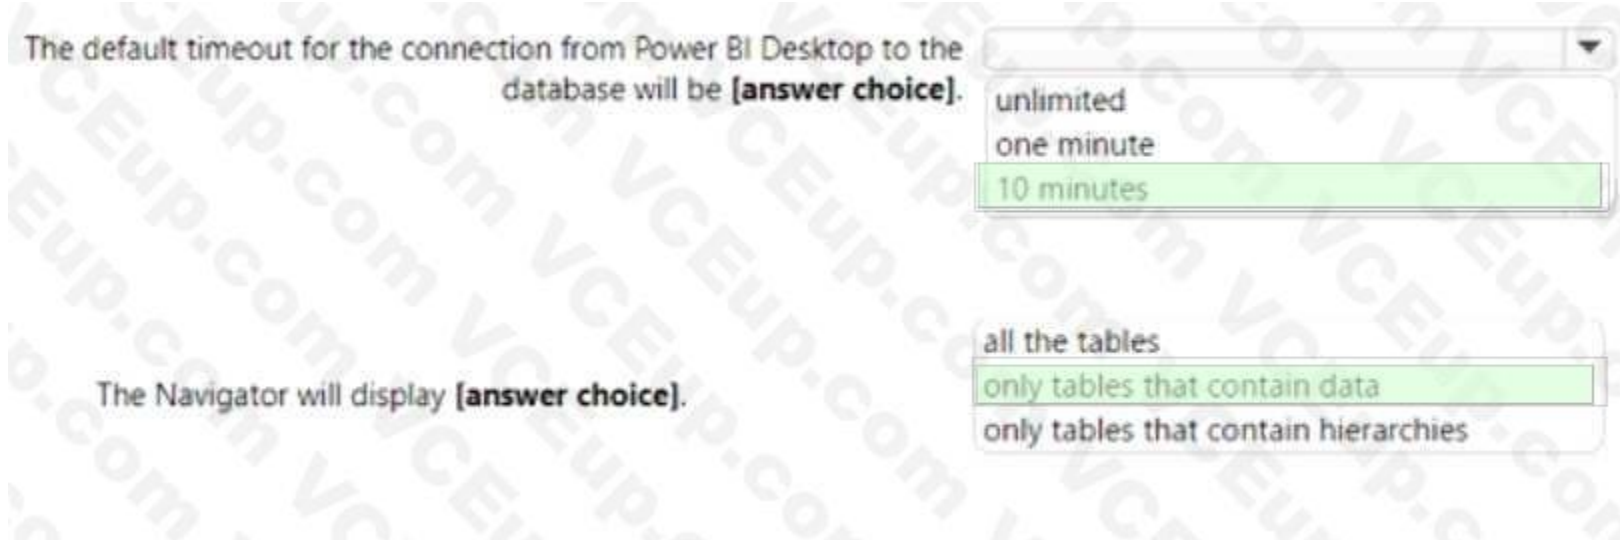 The default timeout for the connection from Power BI Desktop to the
database will be [answer choice].
unlimited
one minute
10 minutes
all the tables
The Navigator will display [answer choice].
only tables that contain data
only tables that contain hierarchies
VCEup.com